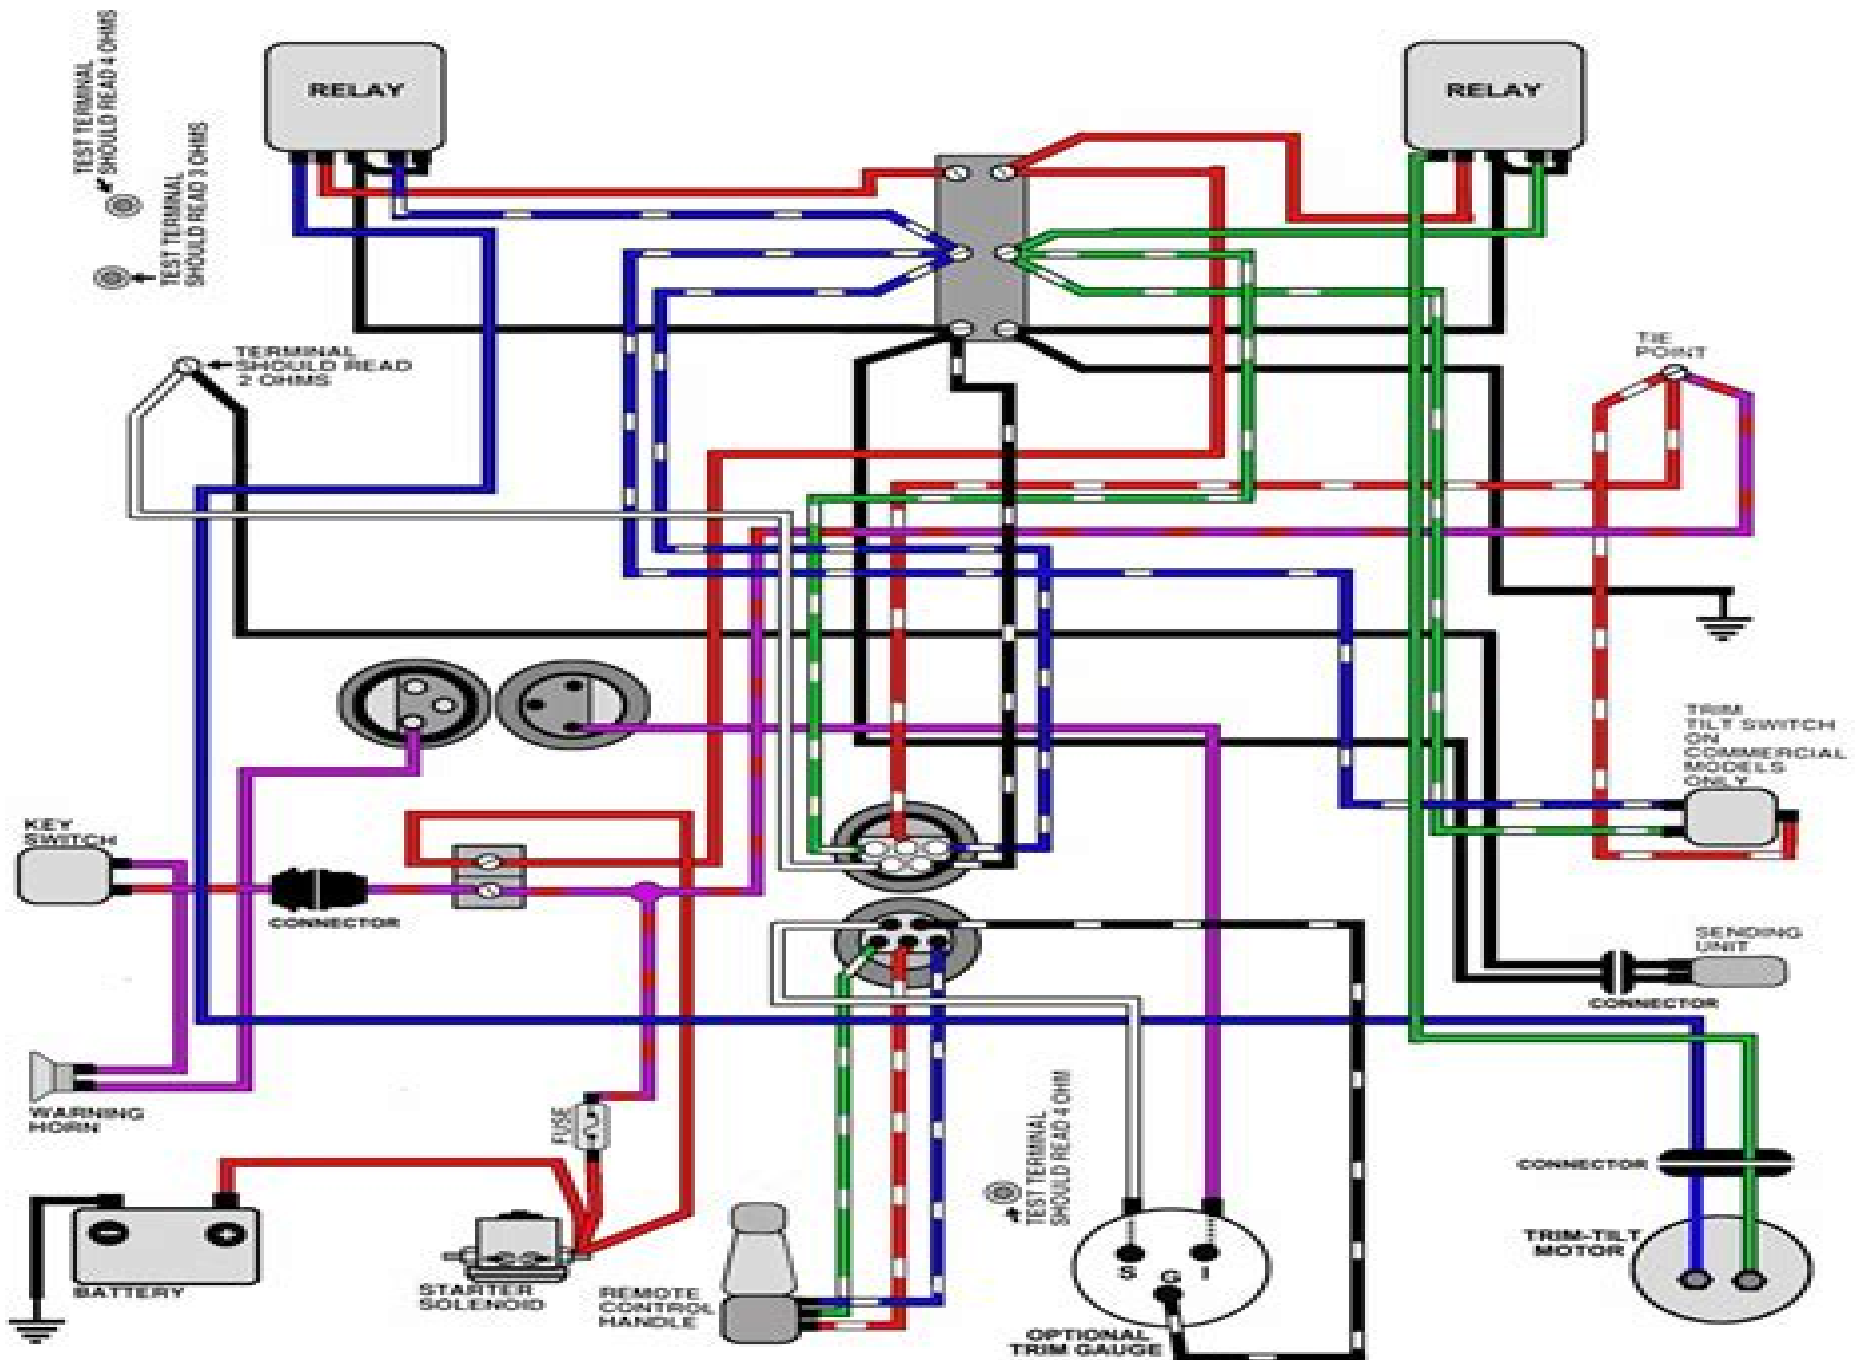 TEST TERMINAL
SHOULD READ 4 OHMS
TEST TERMINAL
SHOULD READ 3 OHMS
RELAY
RELAY
TERMINAL
SHOULD READ
2 OHMS
TIE
POINT
TRIM
TILT SWITCH
ON
COMMERCIAL
MODELS
ONLY
KEY
SWITCH
CONNECTOR
SENDING
UNIT
CONNECTOR
WARNING
HORN
FUSE
TEST TERMINAL
SHOULD READ 4 OHM
CONNECTOR
TRIM-TILT
MOTOR
BATTERY
STARTER
SOLENOID
REMOTE
CONTROL
HANDLE
S
G
I
OPTIONAL
TRIM GAUGE